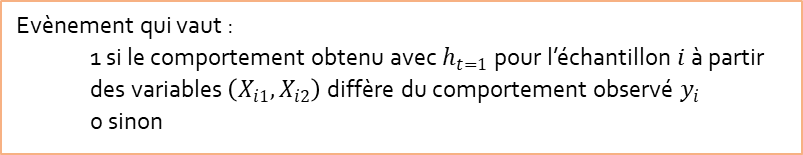 Evènement qui vaut :
1 si le comportement obtenu avec $h_{t=1}$ pour l’échantillon $i$ à partir
des variables $(X_{i1}, X_{i2})$ diffère du comportement observé $y_i$
0 sinon